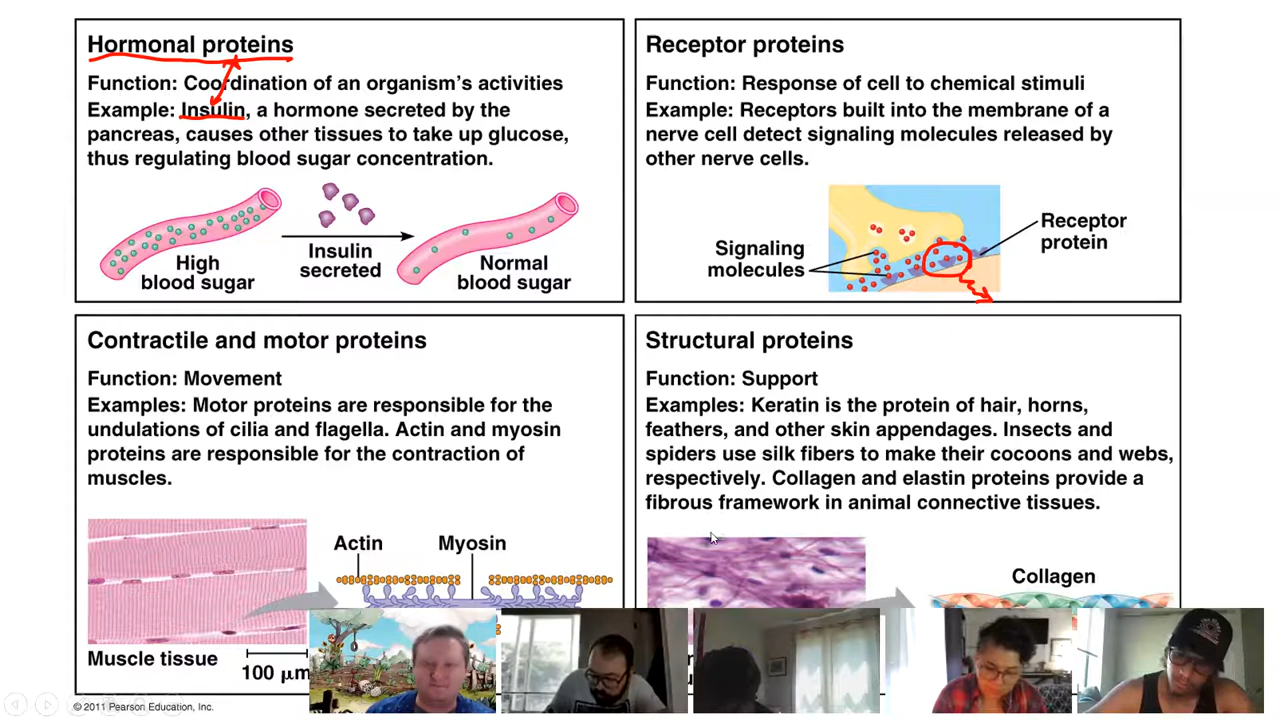 Hormonal proteins
Function: Coordination of an organism's activities
Example: Insulin, a hormone secreted by the
pancreas, causes other tissues to take up glucose,
thus regulating blood sugar concentration.
High
blood sugar
Insulin
secreted
Normal
blood sugar
Receptor proteins
Function: Response of cell to chemical stimuli
Example: Receptors built into the membrane of a
nerve cell detect signaling molecules released by
other nerve cells.
Signaling
molecules
Receptor
protein
Contractile and motor proteins
Function: Movement
Examples: Motor proteins are responsible for the
undulations of cilia and flagella. Actin and myosin
proteins are responsible for the contraction of
muscles.
Actin
Myosin
Muscle tissue
100 µm
Structural proteins
Function: Support
Examples: Keratin is the protein of hair, horns,
feathers, and other skin appendages. Insects and
spiders use silk fibers to make their cocoons and webs,
respectively. Collagen and elastin proteins provide a
fibrous framework in animal connective tissues.
Collagen
© 2011 Pearson Education, Inc.